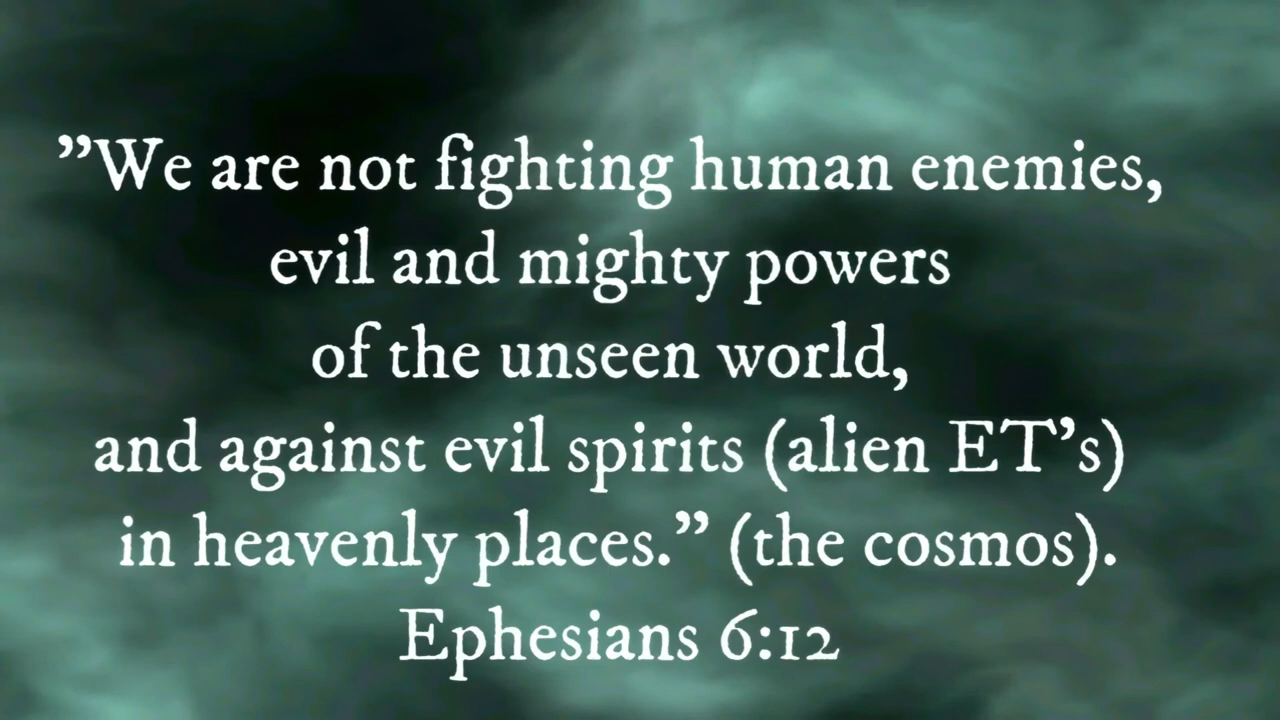 ”We are not fighting human enemies,
evil and mighty powers
of the unseen world,
and against evil spirits (alien ET’s)
in heavenly places.” (the cosmos).
Ephesians 6:12